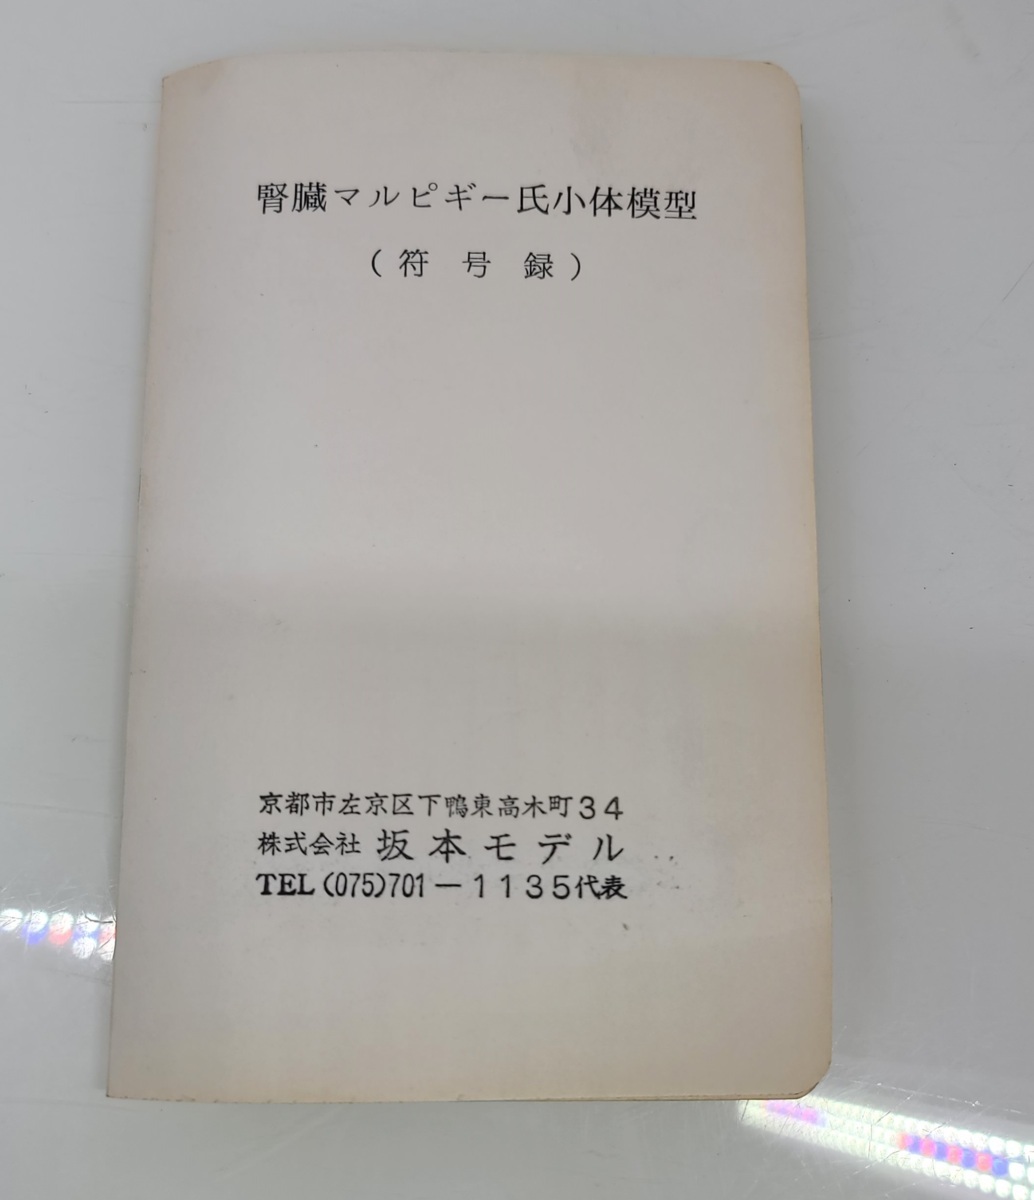 腎臓マルピギー氏小体模型
(符号録)
京都市左京区下鴨東高木町34
株式会社 坂本モデル
TEL(075)701-1135代表